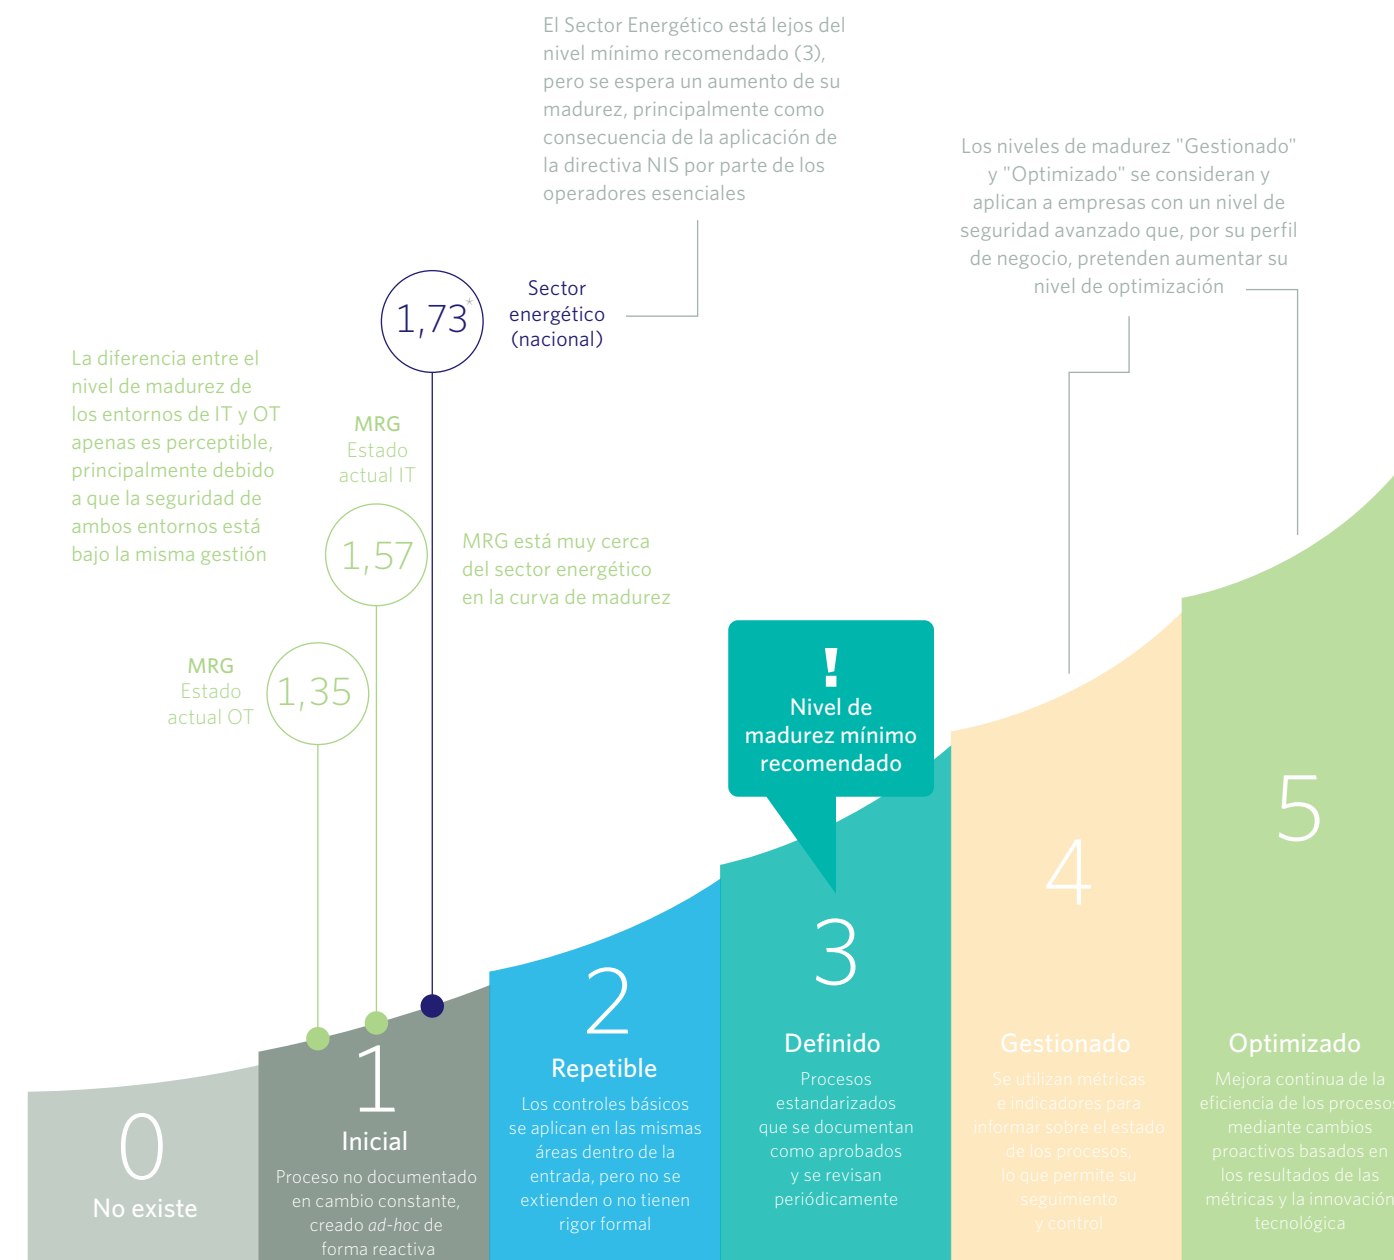 El Sector Energético está lejos del
nivel mínimo recomendado (3),
pero se espera un aumento de su
madurez, principalmente como
consecuencia de la aplicación de
la directiva NIS por parte de los
operadores esenciales
Los niveles de madurez "Gestionado"
y "Optimizado" se consideran y
aplican a empresas con un nivel de
seguridad avanzado que, por su perfil
de negocio, pretenden aumentar su
nivel de optimización
1,73*
Sector
energético
(nacional)
La diferencia entre el
nivel de madurez de
los entornos de IT y OT
apenas es perceptible,
principalmente debido
a que la seguridad de
ambos entornos está
bajo la misma gestión
MRG
Estado
actual IT
1,57
MRG está muy cerca
del sector energético
en la curva de madurez
MRG
Estado
actual OT
1,35
!
Nivel de
madurez mínimo
recomendado
0
No existe
1
Inicial
Proceso no documentado
en cambio constante,
creado ad-hoc de
forma reactiva
2
Repetible
Los controles básicos
se aplican en las mismas
áreas dentro de la
entrada, pero no se
extienden o no tienen
rigor formal
3
Definido
Procesos
estandarizados
que se documentan
como aprobados
y se revisan
periódicamente
4
Gestionado
Se utilizan métricas
e indicadores para
informar sobre el estado
de los procesos,
lo que permite su
seguimiento
y control
5
Optimizado
Mejora continua de la
eficiencia de los procesos
mediante cambios
proactivos basados en
los resultados de las
métricas y la innovación
tecnológica